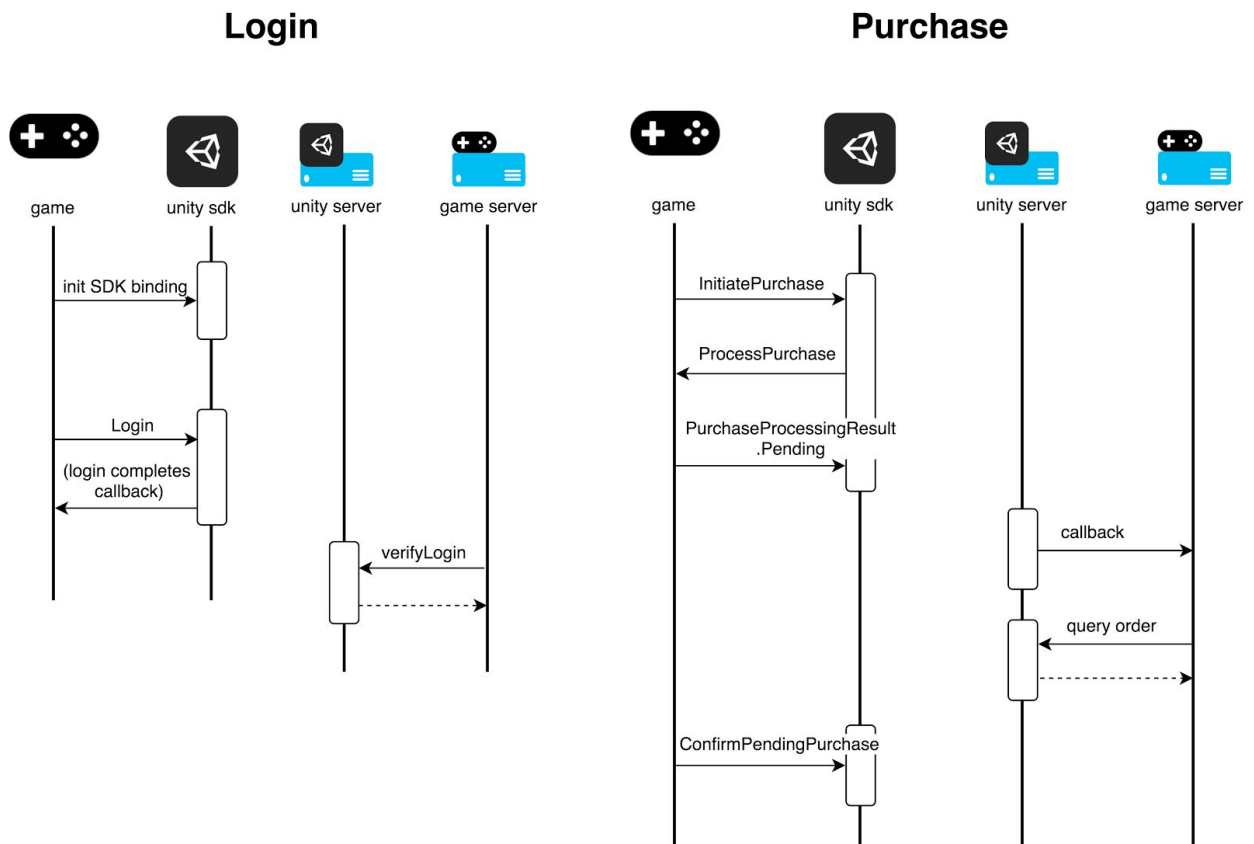 Login
game
unity sdk
unity server
game server
init SDK binding
Login
(login completes
callback)
verifyLogin
Purchase
game
unity sdk
unity server
game server
InitiatePurchase
ProcessPurchase
PurchaseProcessingResult
.Pending
callback
query order
ConfirmPendingPurchase